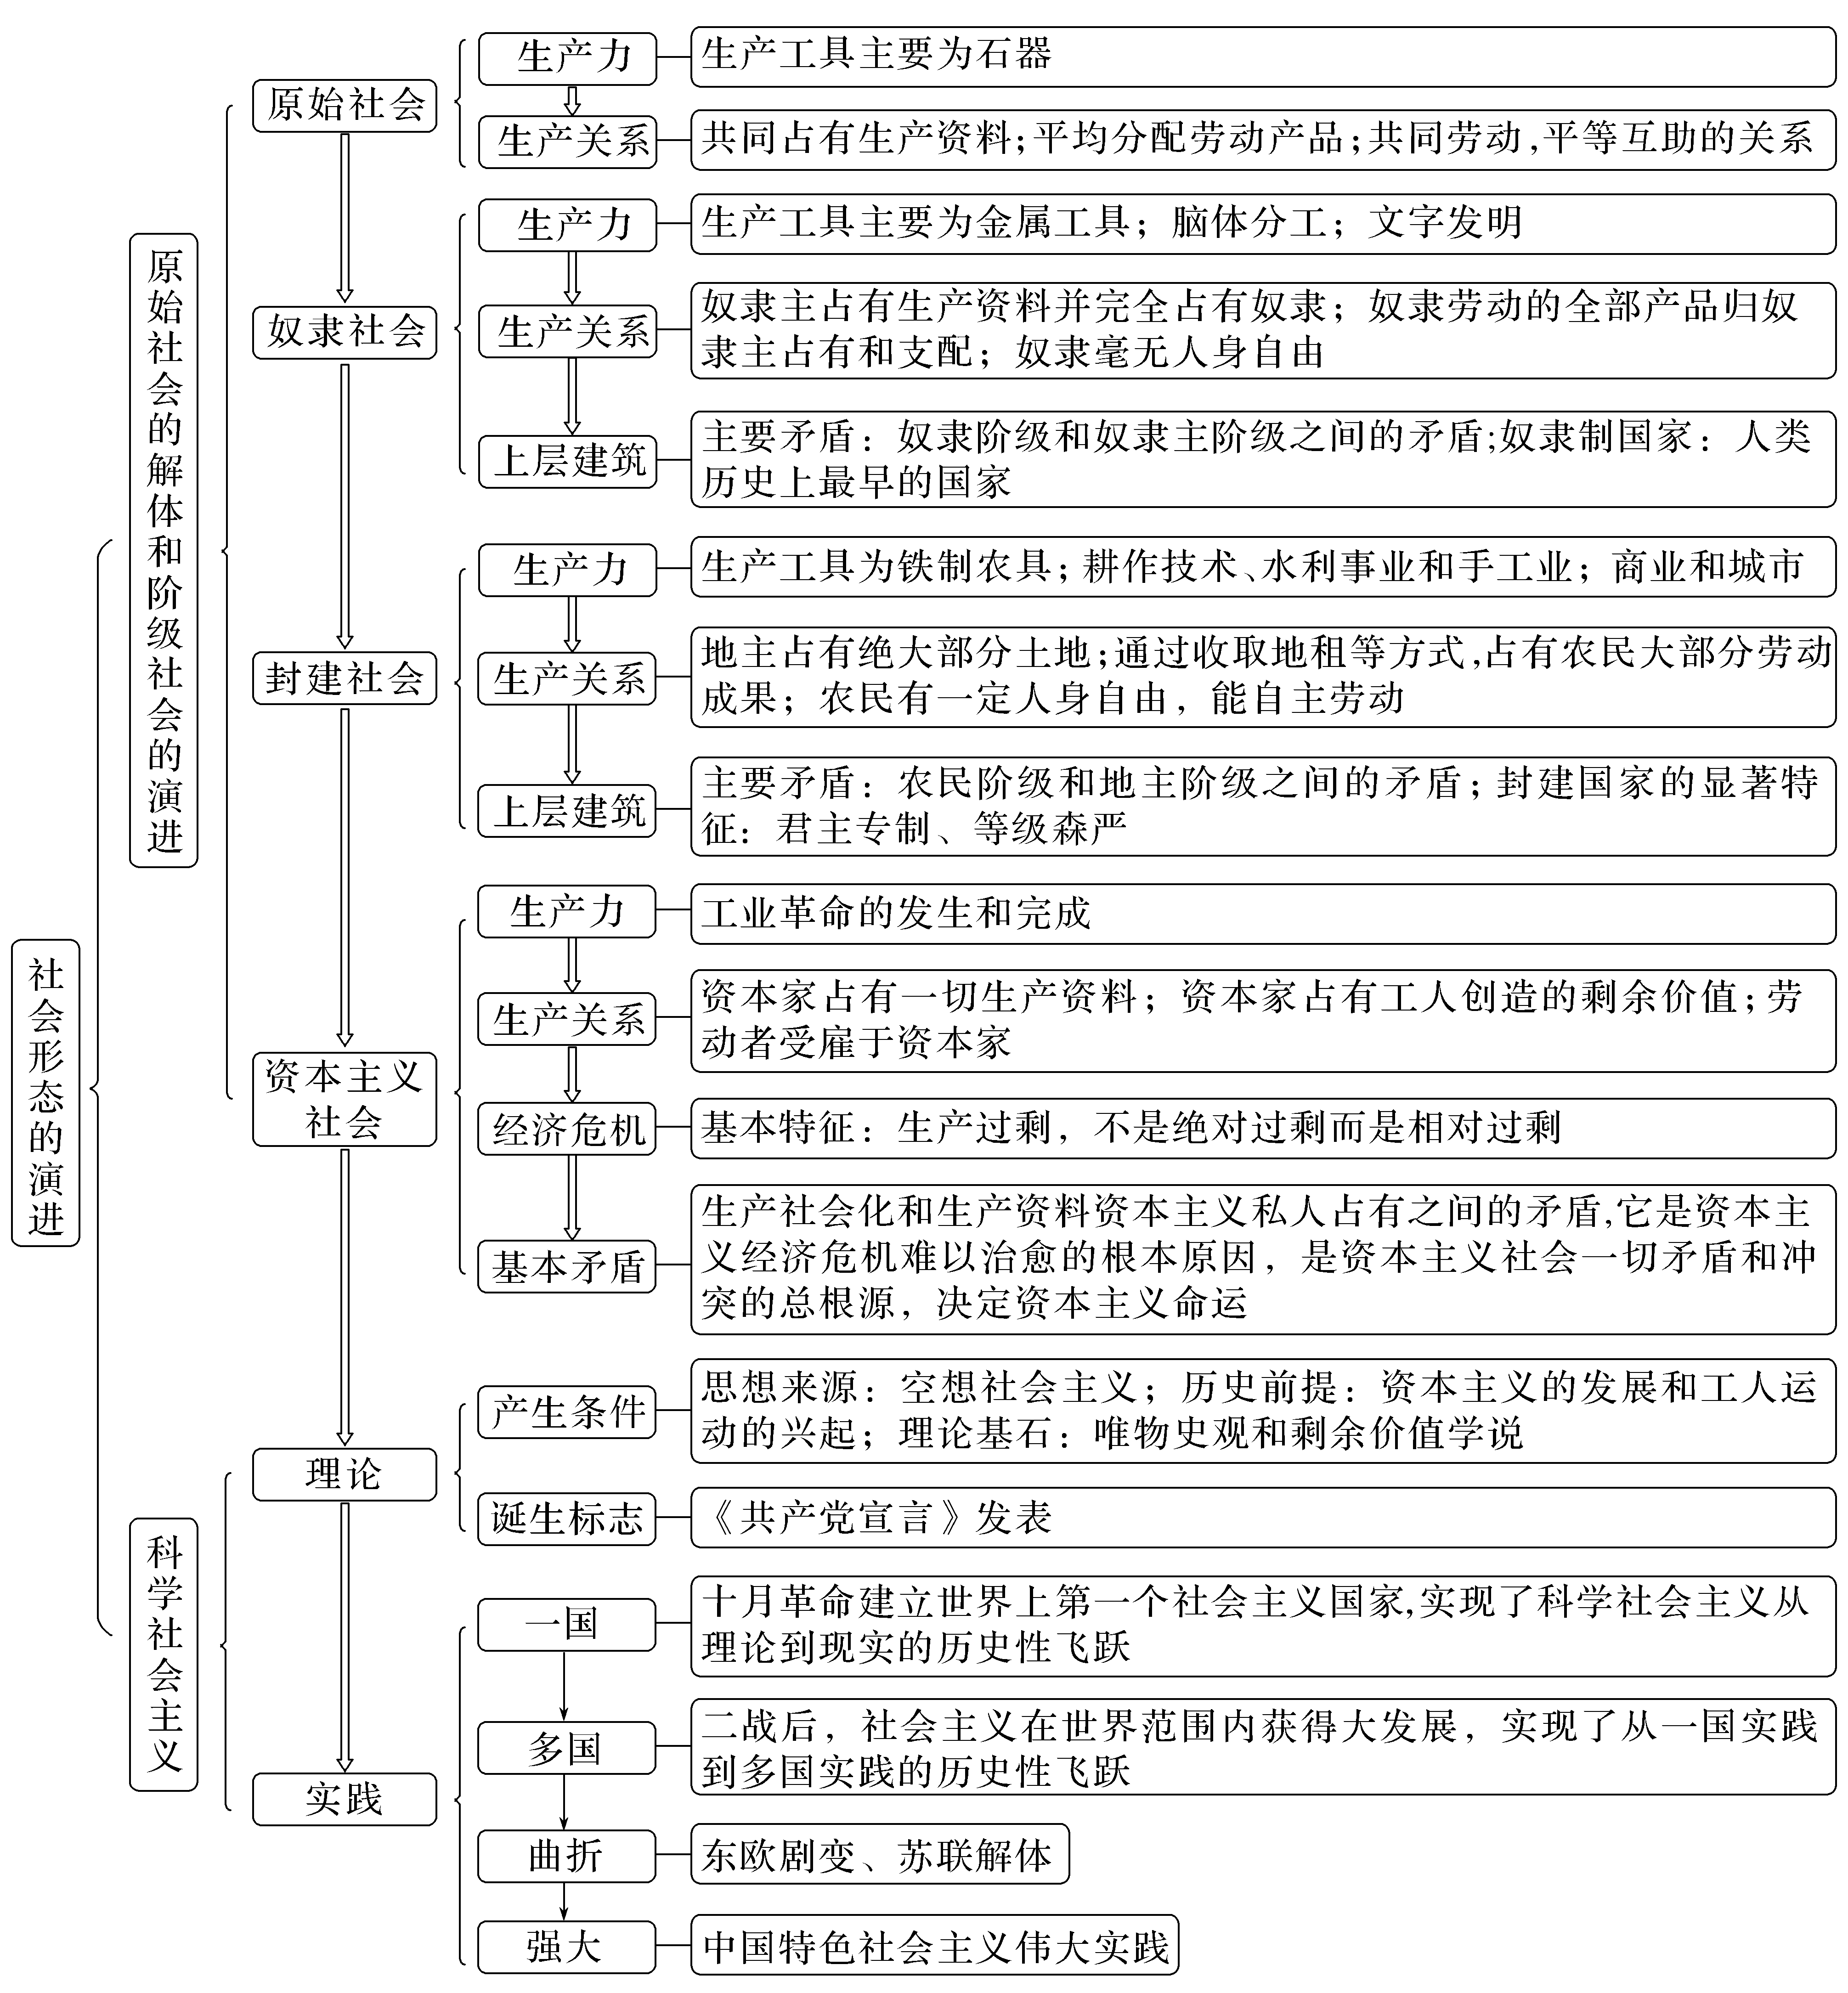 社会形态的演进
原始社会的解体和阶级社会的演进
原始社会
生产力
生产工具主要为石器
生产关系
共同占有生产资料;平均分配劳动产品;共同劳动,平等互助的关系
奴隶社会
生产力
生产工具主要为金属工具；脑体分工；文字发明
生产关系
奴隶主占有生产资料并完全占有奴隶；奴隶劳动的全部产品归奴
隶主占有和支配；奴隶毫无人身自由
上层建筑
主要矛盾：奴隶阶级和奴隶主阶级之间的矛盾;奴隶制国家：人类
历史上最早的国家
封建社会
生产力
生产工具为铁制农具；耕作技术、水利事业和手工业；商业和城市
生产关系
地主占有绝大部分土地;通过收取地租等方式,占有农民大部分劳动
成果；农民有一定人身自由，能自主劳动
上层建筑
主要矛盾：农民阶级和地主阶级之间的矛盾；封建国家的显著特
征：君主专制、等级森严
资本主义
社会
生产力
工业革命的发生和完成
生产关系
资本家占有一切生产资料；资本家占有工人创造的剩余价值；劳
动者受雇于资本家
经济危机
基本特征：生产过剩，不是绝对过剩而是相对过剩
基本矛盾
生产社会化和生产资料资本主义私人占有之间的矛盾,它是资本主
义经济危机难以治愈的根本原因，是资本主义社会一切矛盾和冲
突的总根源，决定资本主义命运
科学社会主义
理论
产生条件
思想来源：空想社会主义；历史前提：资本主义的发展和工人运
动的兴起；理论基石：唯物史观和剩余价值学说
诞生标志
《共产党宣言》发表
实践
一国
十月革命建立世界上第一个社会主义国家,实现了科学社会主义从
理论到现实的历史性飞跃
多国
二战后，社会主义在世界范围内获得大发展，实现了从一国实践
到多国实践的历史性飞跃
曲折
东欧剧变、苏联解体
强大
中国特色社会主义伟大实践